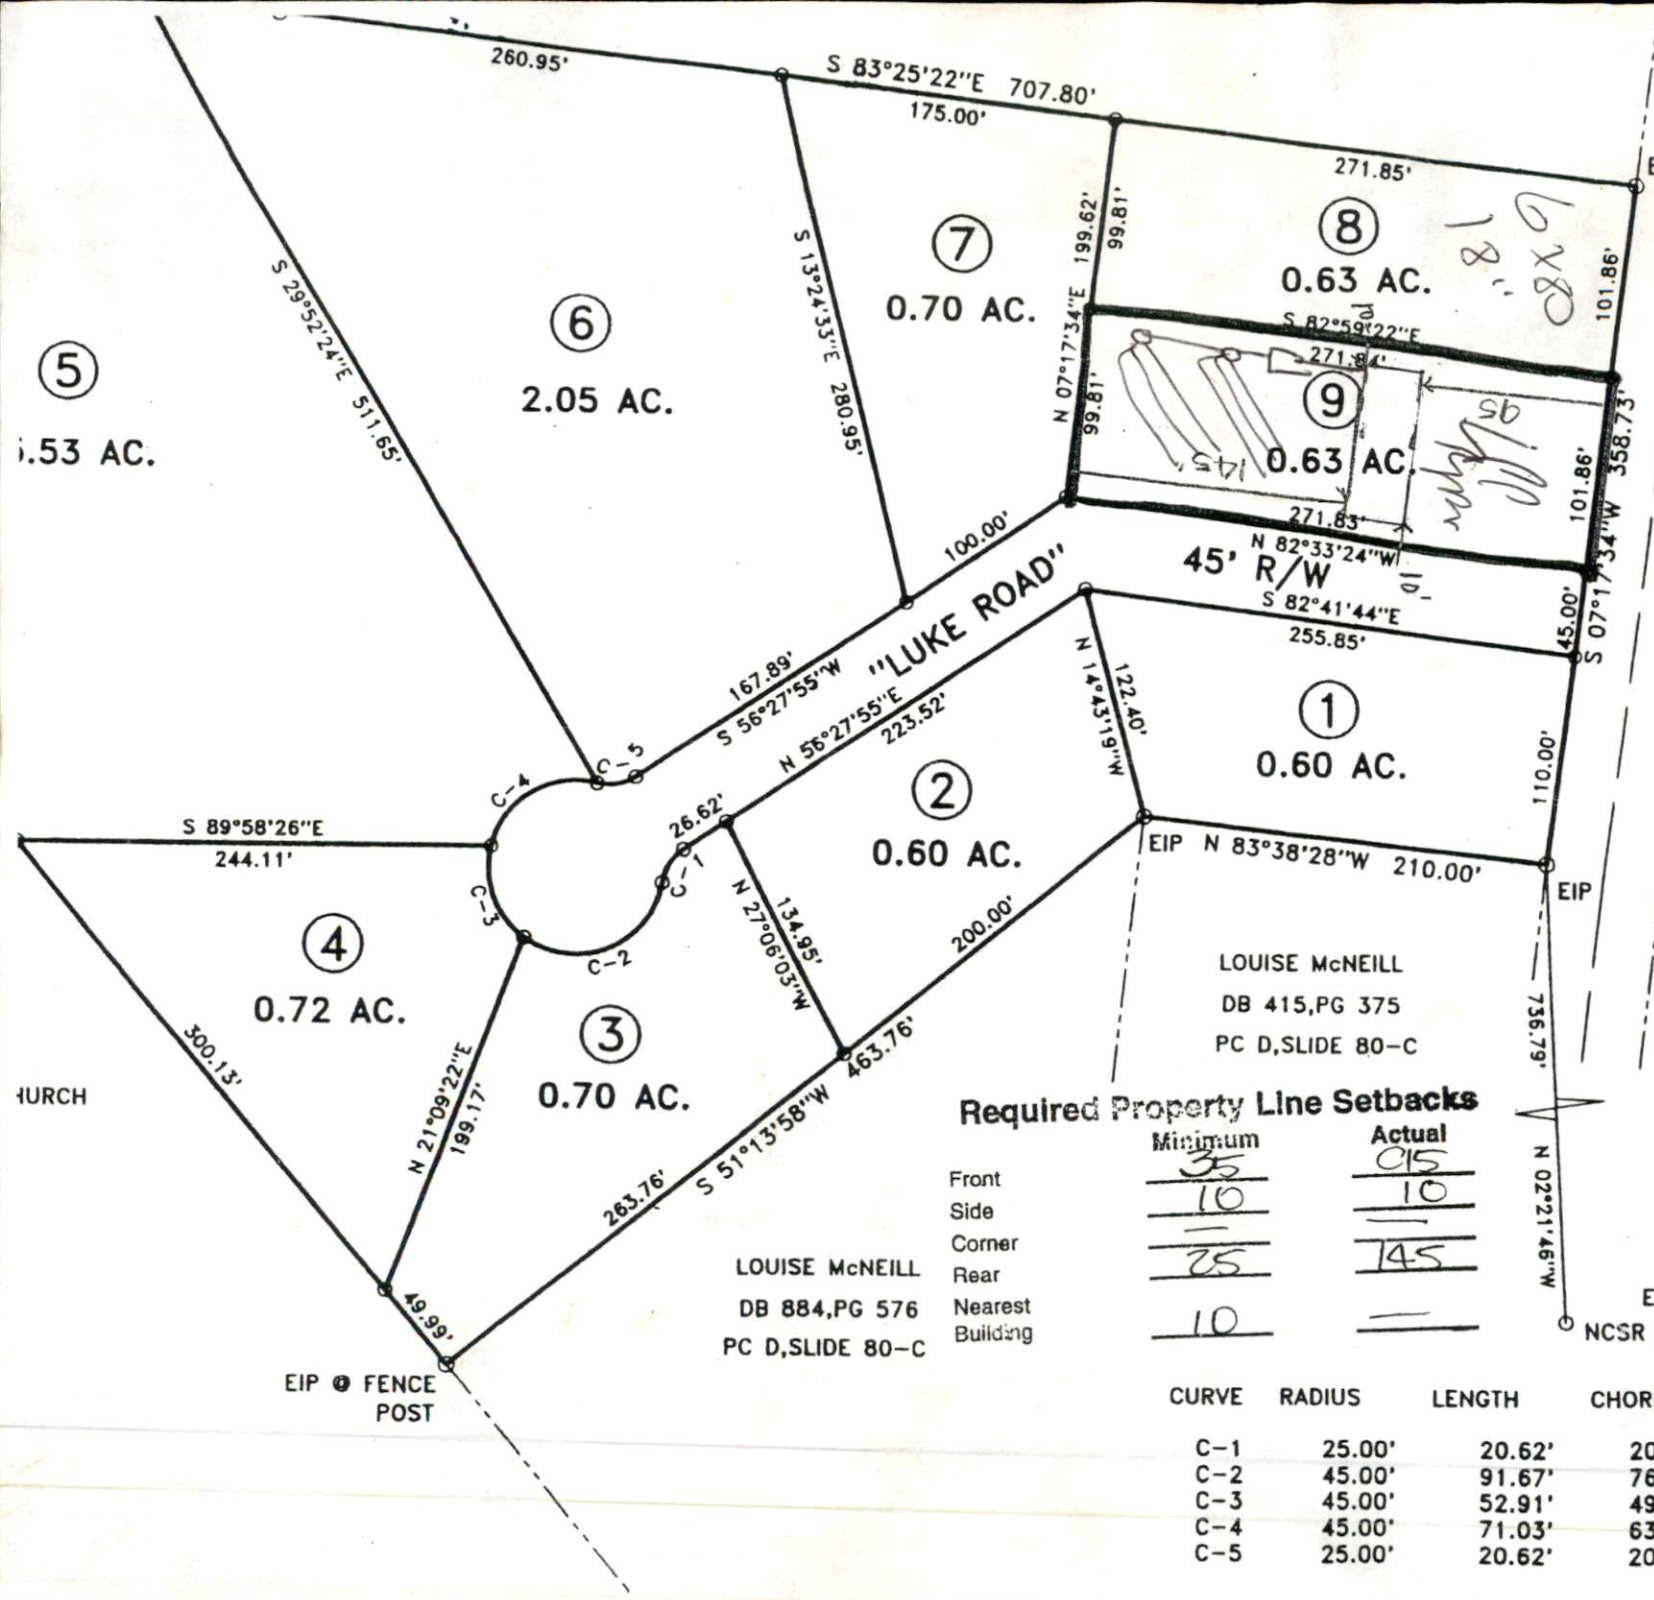 260.95'
S 83°25'22"E 707.80'
175.00'
271.85'
5
.53 AC.
S 29°52'24"E 511.65'
6
2.05 AC.
S 13°24'33"E 280.95'
7
0.70 AC.
199.62'
99.81'
N 07°17'34"E
99.81'
8
0.63 AC.
18"
6x80
101.86'
S 82°59'22"E
271.84'
9
0.63 AC.
145'
95
101.86'
358.73'
S 07°17'34"W
271.83'
N 82°33'24"W
10'
45' R/W
45.00'
100.00'
"LUKE ROAD"
167.89'
S 56°27'55"W
N 56°27'55"E
223.52'
S 82°41'44"E
255.85'
1
0.60 AC.
110.00'
122.40'
N 14°43'19"W
C-5
C-4
C-3
C-2
C-1
26.62'
2
0.60 AC.
134.95'
N 27°06'03"W
200.00'
EIP N 83°38'28"W 210.00'
EIP
S 89°58'26"E
244.11'
4
0.72 AC.
300.13'
HURCH
N 21°09'22"E
199.17'
3
0.70 AC.
463.76'
S 51°13'58"W
263.76'
49.99'
EIP @ FENCE
POST
LOUISE McNEILL
DB 415,PG 375
PC D,SLIDE 80-C
736.79'
N 02°21'46"W
NCSR
LOUISE McNEILL
DB 884,PG 576
PC D,SLIDE 80-C
Required Property Line Setbacks
Minimum Actual
Front 35 95
Side 10 10
Corner — —
Rear 25 145
Nearest
Building 10 —
CURVE RADIUS LENGTH CHOR
C-1 25.00' 20.62' 20
C-2 45.00' 91.67' 76
C-3 45.00' 52.91' 49
C-4 45.00' 71.03' 63
C-5 25.00' 20.62' 20